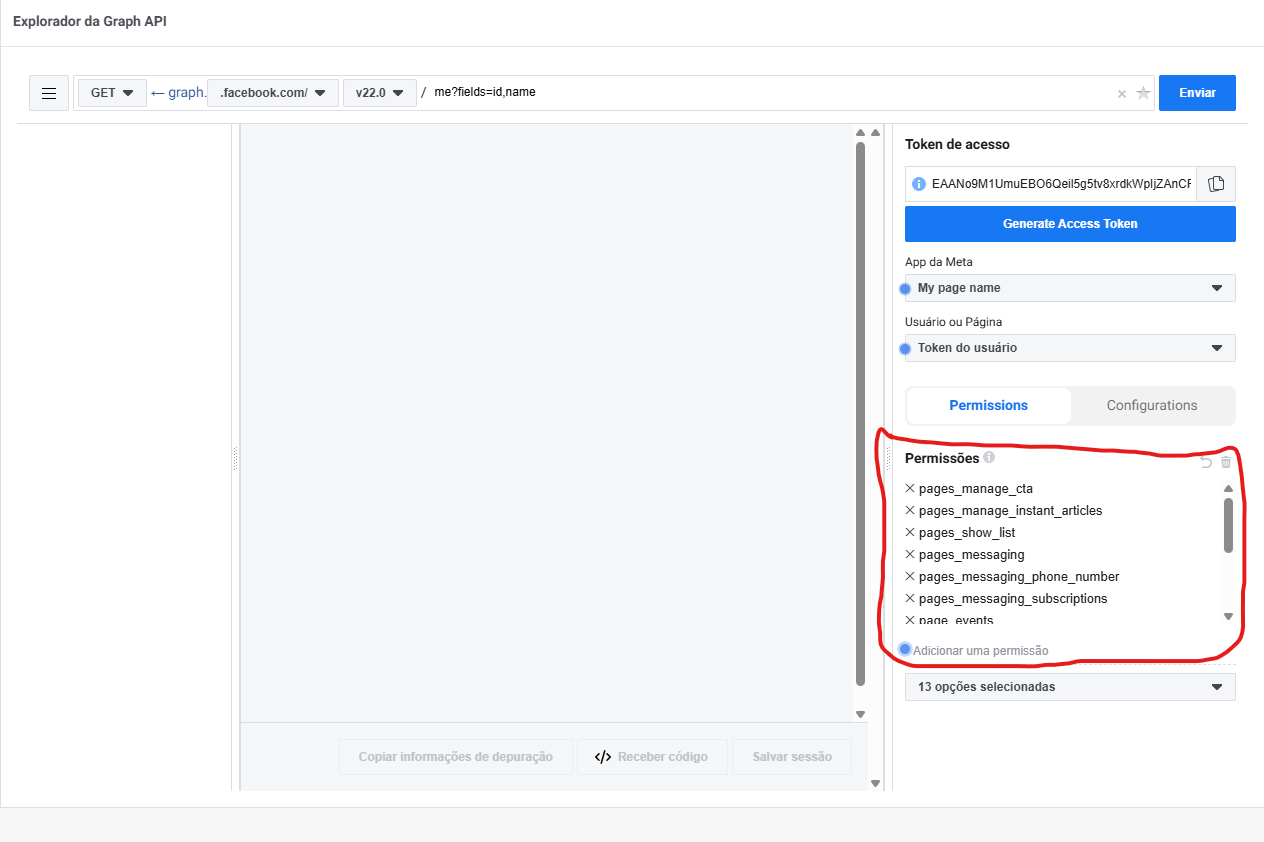 Explorador da Graph API
GET ← graph. .facebook.com/ v22.0 / me?fields=id,name × Enviar
Token de acesso
EAANo9M1UmuEBO6Qeil5g5tv8xrdkWpljZAnCF
Generate Access Token
App da Meta
My page name
Usuário ou Página
Token do usuário
Permissions Configurations
Permissões
pages_manage_cta
pages_manage_instant_articles
pages_show_list
pages_messaging
pages_messaging_phone_number
pages_messaging_subscriptions
page_events
Adicionar uma permissão
13 opções selecionadas
Copiar informações de depuração </> Receber código Salvar sessão